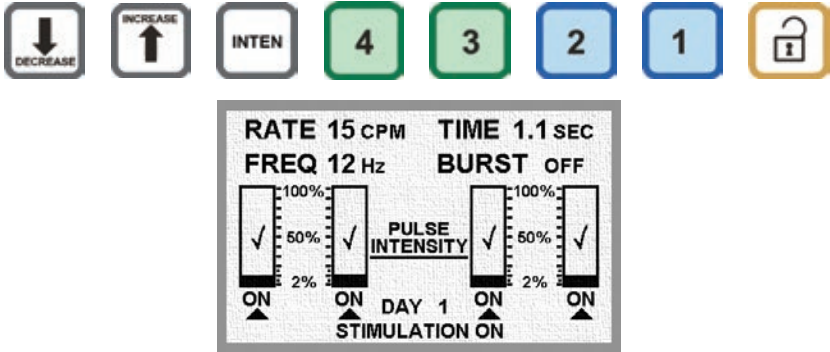 DECREASE
INCREASE
INTEN
4
3
2
1
RATE 15 CPM TIME 1.1 SEC
FREQ 12 Hz BURST OFF
100% 100%
50% PULSE INTENSITY 50%
2% 2%
ON ON ON ON
DAY 1
STIMULATION ON